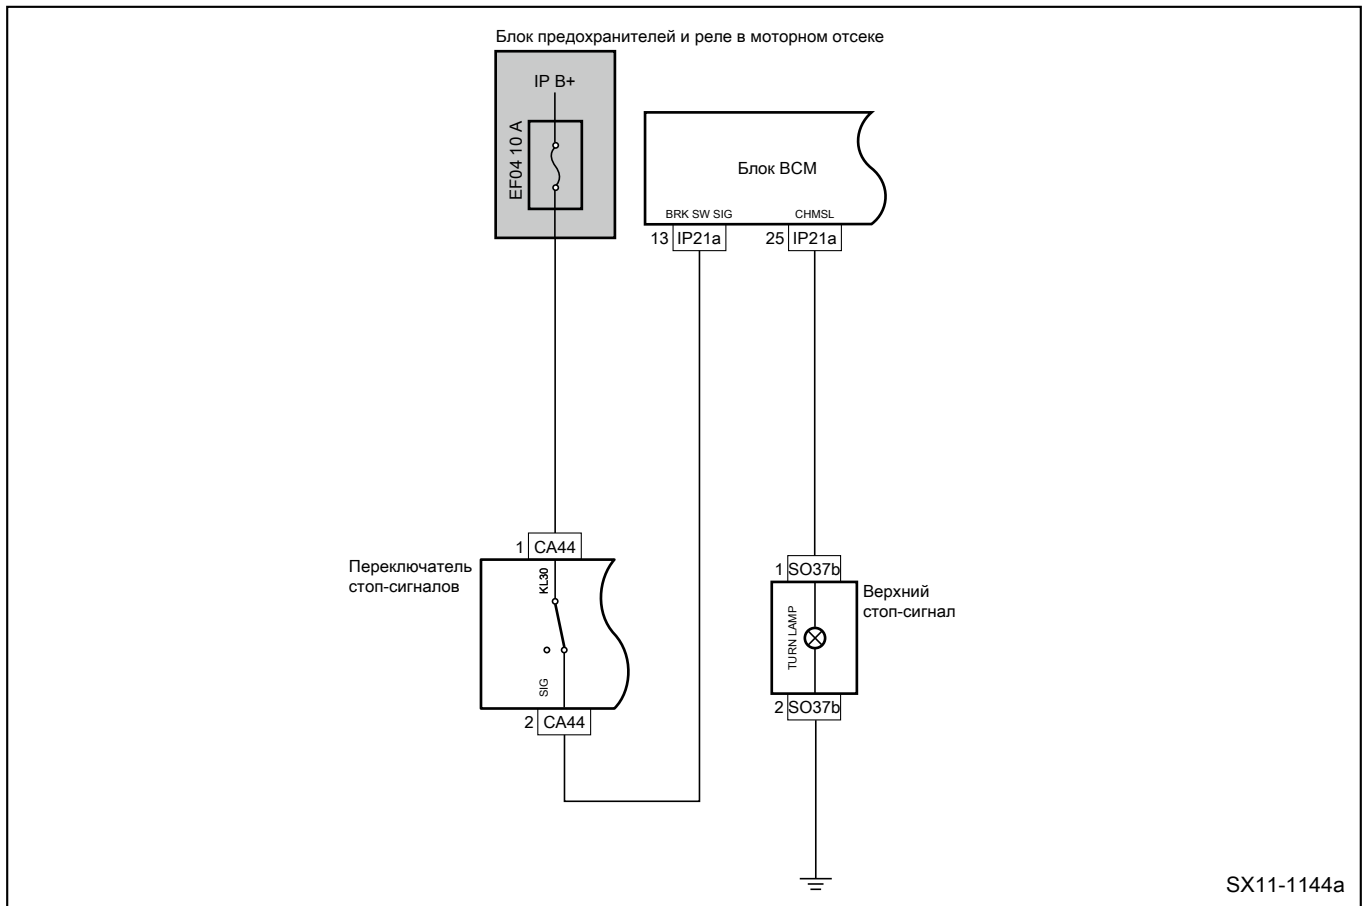 Блок предохранителей и реле в моторном отсеке
IP B+
EF04 10 A
Блок BCM
BRK SW SIG
CHMSL
13 IP21a
25 IP21a
1 CA44
Переключатель
стоп-сигналов
KL30
SIG
2 CA44
1 SO37b
Верхний
стоп-сигнал
TURN LAMP
2 SO37b
SX11-1144a